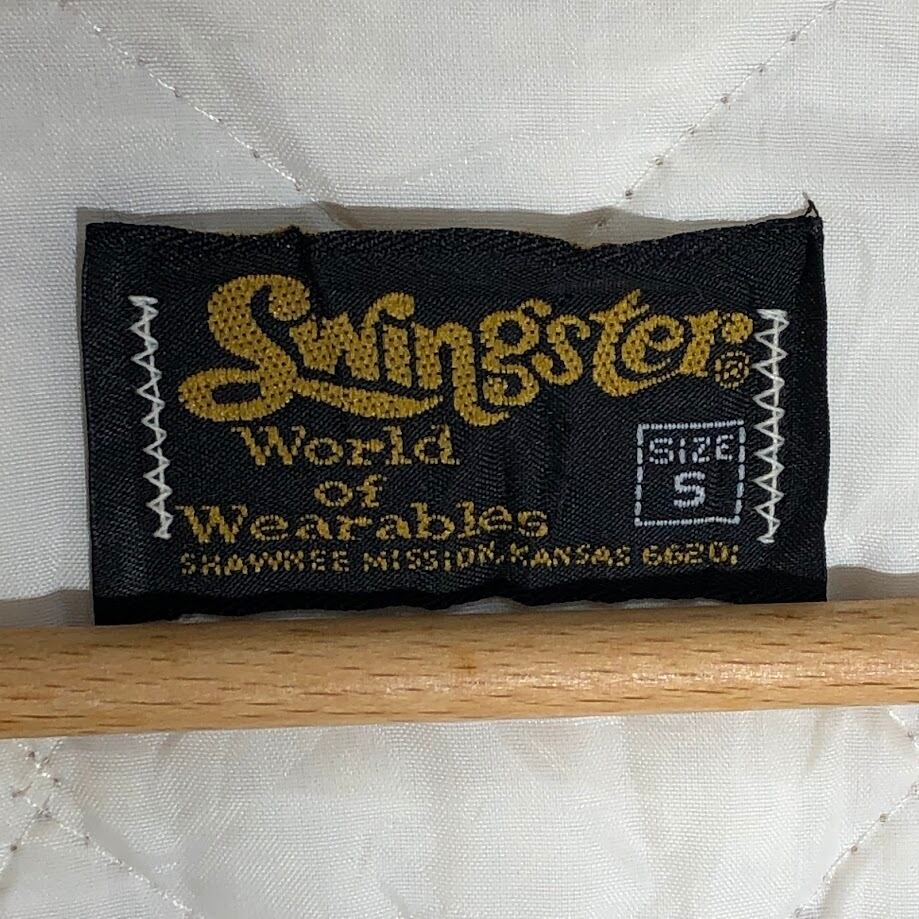 Swingster®
World
of
Wearables
SHAWNEE MISSION, KANSAS 66201
SIZE
S